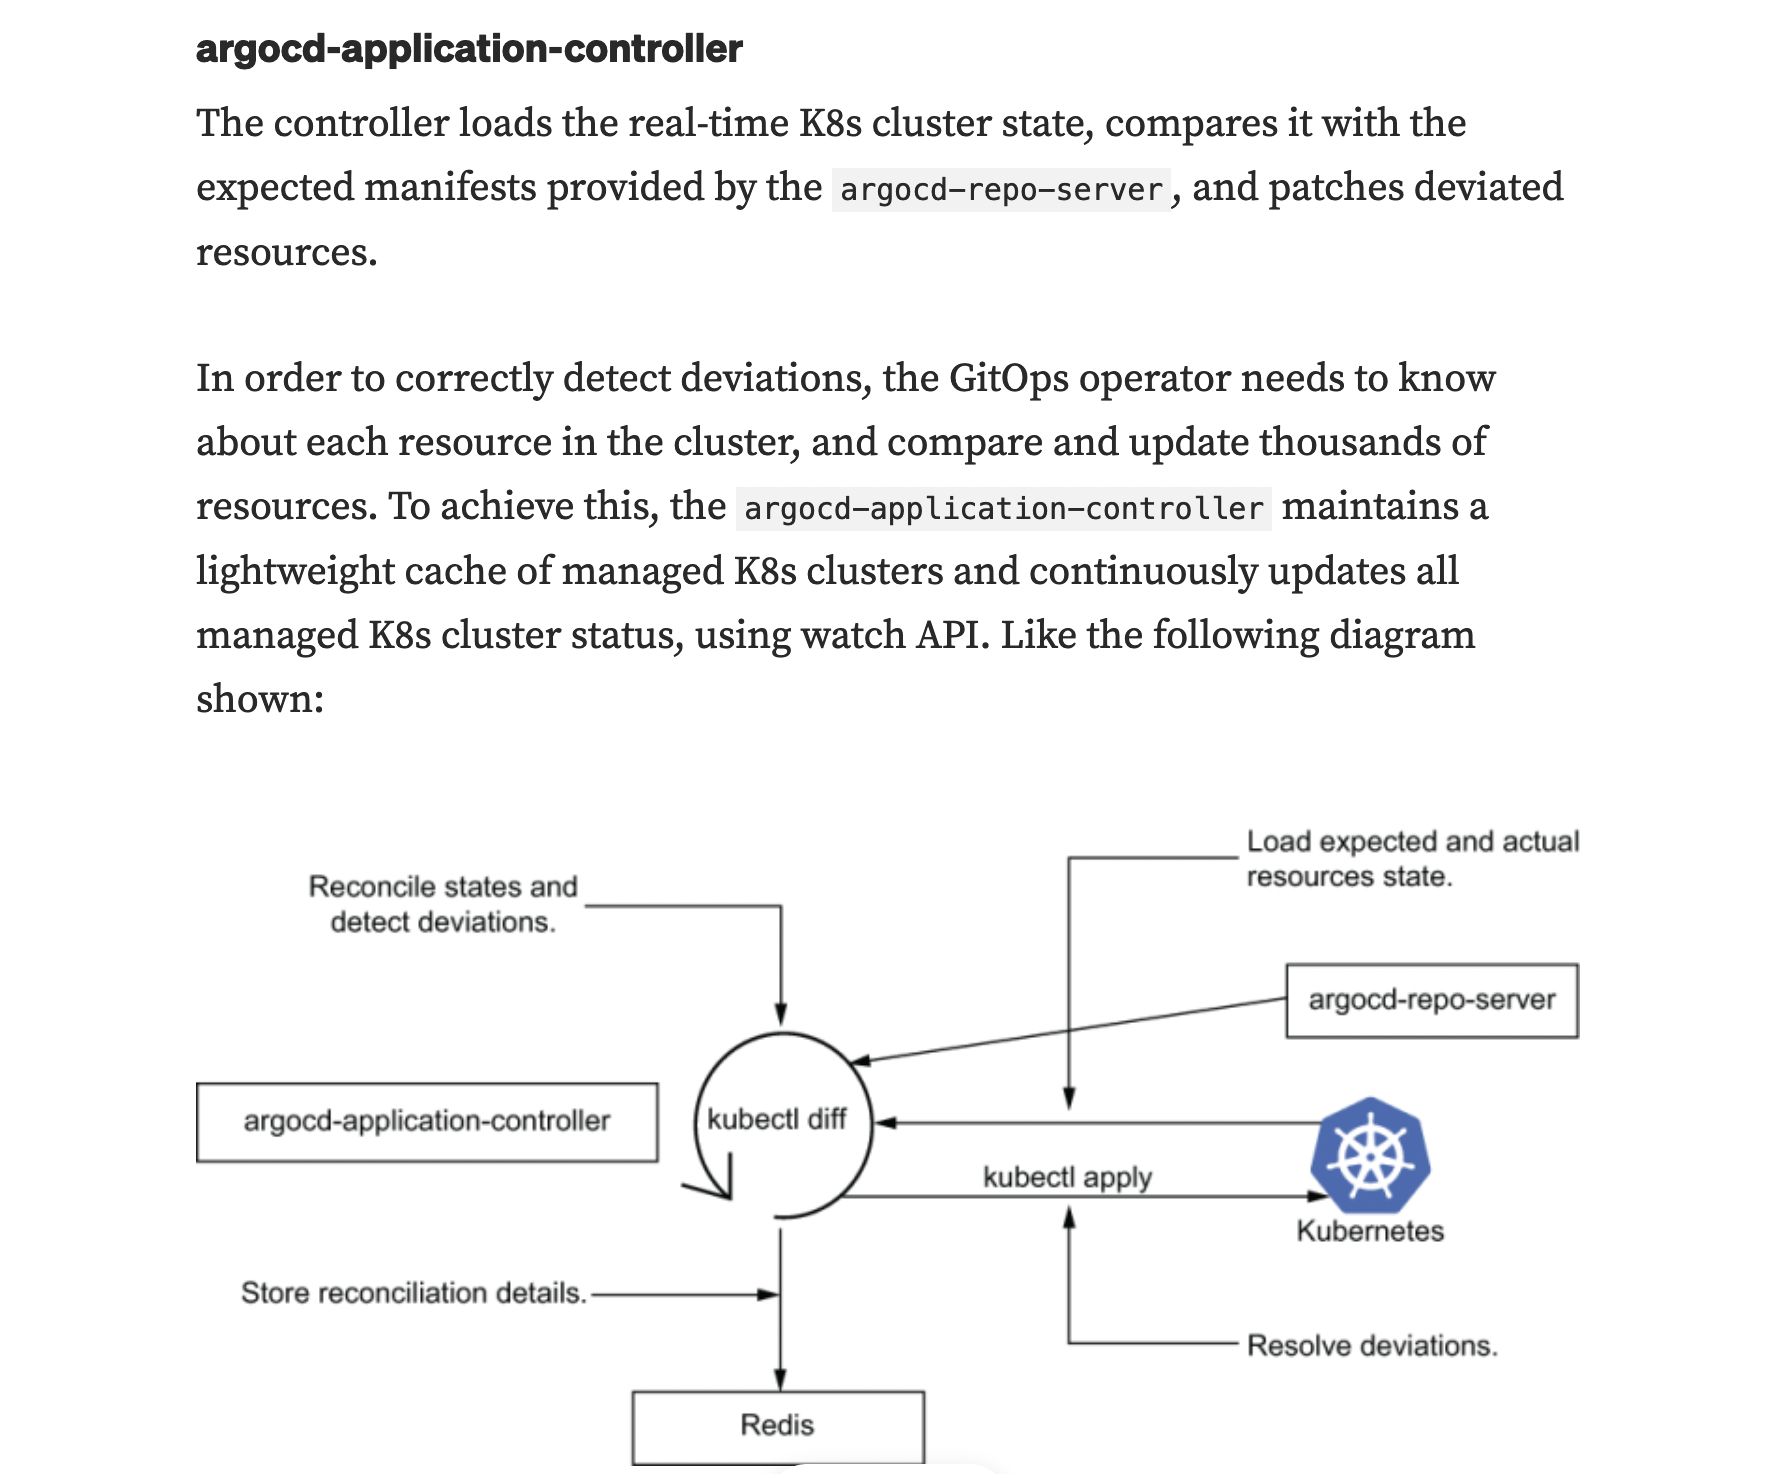 argocd-application-controller
The controller loads the real-time K8s cluster state, compares it with the
expected manifests provided by the argocd-repo-server, and patches deviated
resources.
In order to correctly detect deviations, the GitOps operator needs to know
about each resource in the cluster, and compare and update thousands of
resources. To achieve this, the argocd-application-controller maintains a
lightweight cache of managed K8s clusters and continuously updates all
managed K8s cluster status, using watch API. Like the following diagram
shown:
Load expected and actual
resources state.
Reconcile states and
detect deviations.
argocd-repo-server
argocd-application-controller
kubectl diff
kubectl apply
Kubernetes
Store reconciliation details.
Resolve deviations.
Redis